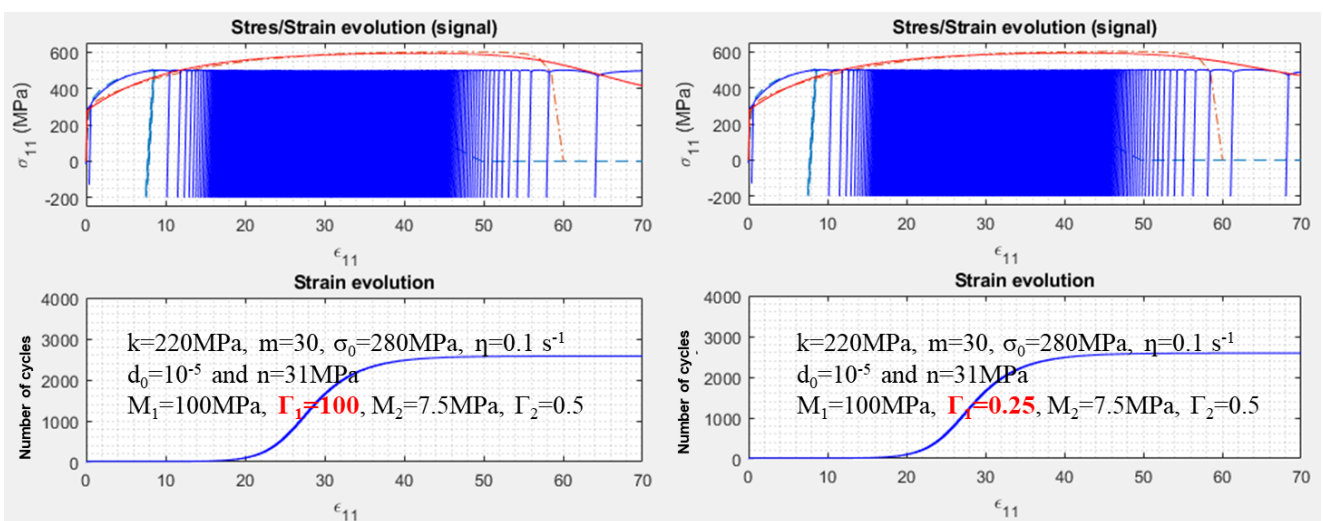 Stres/Strain evolution (signal)
σ11 (MPa)
600
400
200
0
-200
0 10 20 30 40 50 60 70
ϵ11
Strain evolution
Number of cycles
4000
3000
2000
1000
0
k=220MPa, m=30, σ0=280MPa, η=0.1 s-1
d0=10-5 and n=31MPa
M1=100MPa, Γ1=100, M2=7.5MPa, Γ2=0.5
0 10 20 30 40 50 60 70
ϵ11
Stres/Strain evolution (signal)
σ11 (MPa)
600
400
200
0
-200
0 10 20 30 40 50 60 70
ϵ11
Strain evolution
Number of cycles
4000
3000
2000
1000
0
k=220MPa, m=30, σ0=280MPa, η=0.1 s-1
d0=10-5 and n=31MPa
M1=100MPa, Γ1=0.25, M2=7.5MPa, Γ2=0.5
0 10 20 30 40 50 60 70
ϵ11